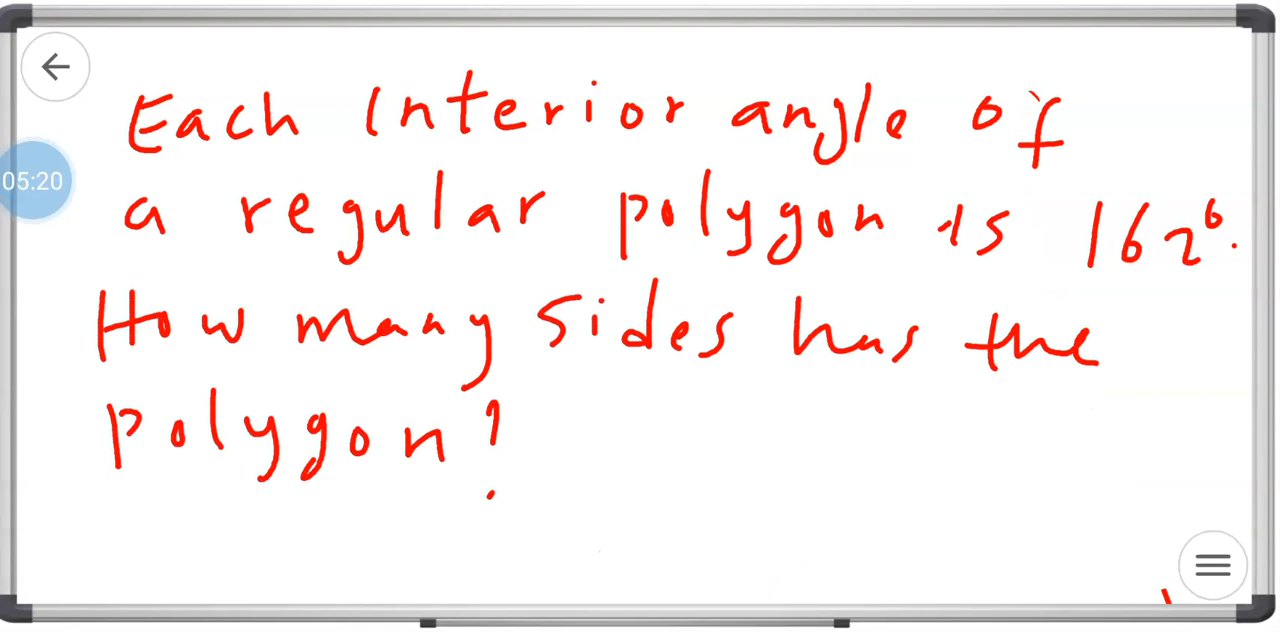 Each Interior angle of
05:20
a regular polygon is 162°.
How many sides has the
polygon?